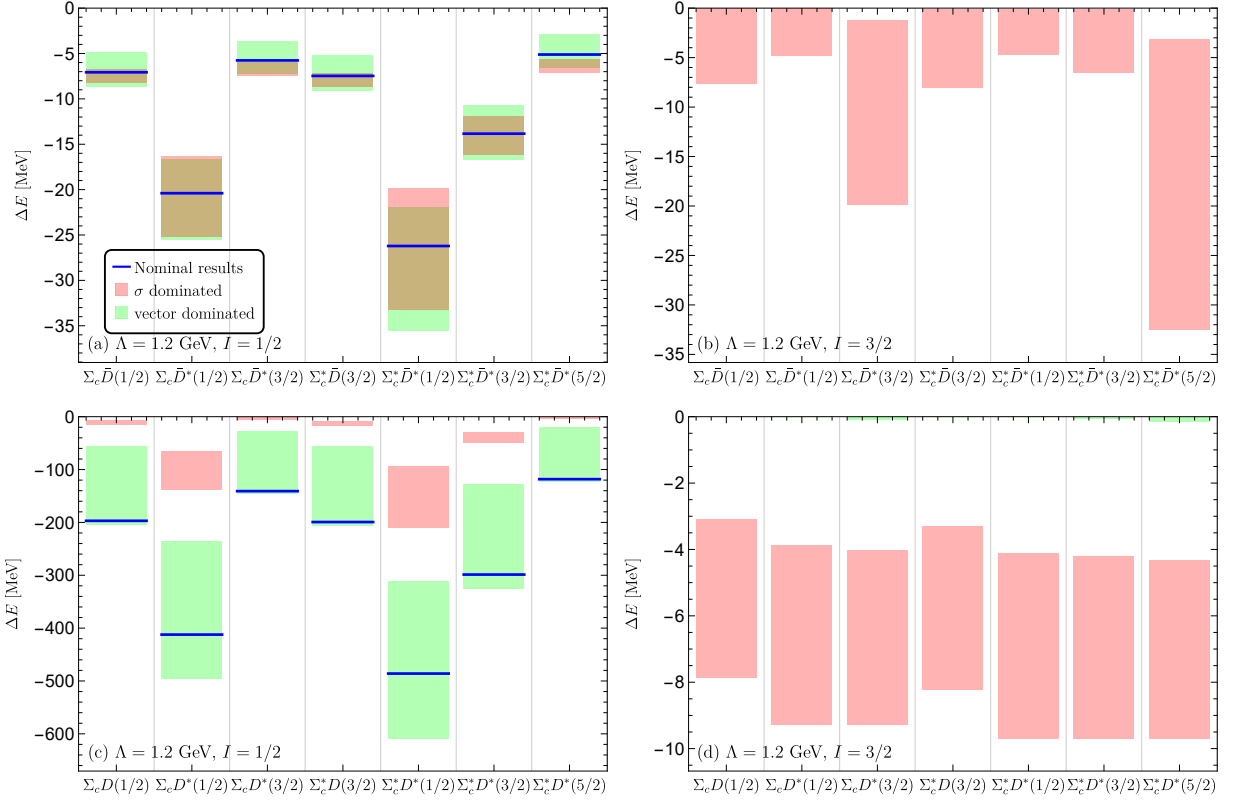 0
−5
−10
−15
−20
−25
−30
−35
ΔE [MeV]
Nominal results
σ dominated
vector dominated
(a) Λ = 1.2 GeV, I = 1/2
Σ_c D̄(1/2) Σ_c D̄*(1/2) Σ_c D̄*(3/2) Σ_c* D̄(3/2) Σ_c* D̄*(1/2) Σ_c* D̄*(3/2) Σ_c* D̄*(5/2)
0
−5
−10
−15
−20
−25
−30
−35
ΔE [MeV]
(b) Λ = 1.2 GeV, I = 3/2
Σ_c D̄(1/2) Σ_c D̄*(1/2) Σ_c D̄*(3/2) Σ_c* D̄(3/2) Σ_c* D̄*(1/2) Σ_c* D̄*(3/2) Σ_c* D̄*(5/2)
0
−100
−200
−300
−400
−500
−600
ΔE [MeV]
(c) Λ = 1.2 GeV, I = 1/2
Σ_c D(1/2) Σ_c D*(1/2) Σ_c D*(3/2) Σ_c* D(3/2) Σ_c* D*(1/2) Σ_c* D*(3/2) Σ_c* D*(5/2)
0
−2
−4
−6
−8
−10
ΔE [MeV]
(d) Λ = 1.2 GeV, I = 3/2
Σ_c D(1/2) Σ_c D*(1/2) Σ_c D*(3/2) Σ_c* D(3/2) Σ_c* D*(1/2) Σ_c* D*(3/2) Σ_c* D*(5/2)